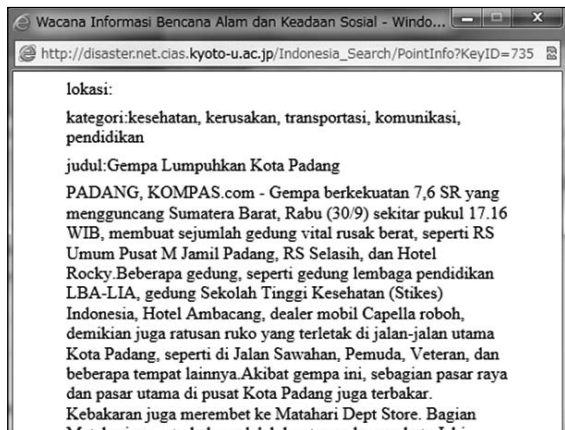 Wacana Informasi Bencana Alam dan Keadaan Sosial - Windo...
http://disaster.net.cias.kyoto-u.ac.jp/Indonesia_Search/PointInfo?KeyID=735
lokasi:
kategori:kesehatan, kerusakan, transportasi, komunikasi,
pendidikan
judul:Gempa Lumpuhkan Kota Padang
PADANG, KOMPAS.com - Gempa berkekuatan 7,6 SR yang
mengguncang Sumatera Barat, Rabu (30/9) sekitar pukul 17.16
WIB, membuat sejumlah gedung vital rusak berat, seperti RS
Umum Pusat M Jamil Padang, RS Selasih, dan Hotel
Rocky.Beberapa gedung, seperti gedung lembaga pendidikan
LBA-LIA, gedung Sekolah Tinggi Kesehatan (Stikes)
Indonesia, Hotel Ambacang, dealer mobil Capella roboh,
demikian juga ratusan ruko yang terletak di jalan-jalan utama
Kota Padang, seperti di Jalan Sawahan, Pemuda, Veteran, dan
beberapa tempat lainnya.Akibat gempa ini, sebagian pasar raya
dan pasar utama di pusat Kota Padang juga terbakar.
Kebakaran juga merembet ke Matahari Dept Store. Bagian